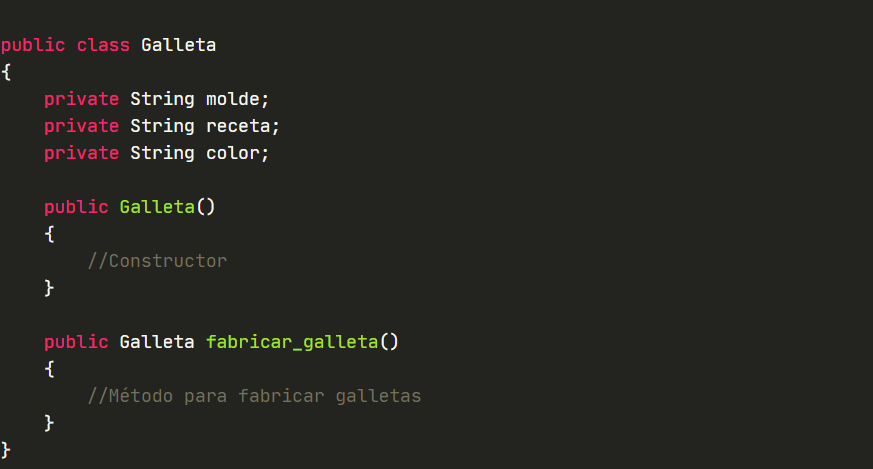 public class Galleta
{
    private String molde;
    private String receta;
    private String color;
    public Galleta()
    {
        //Constructor
    }
    public Galleta fabricar_galleta()
    {
        //Método para fabricar galletas
    }
}